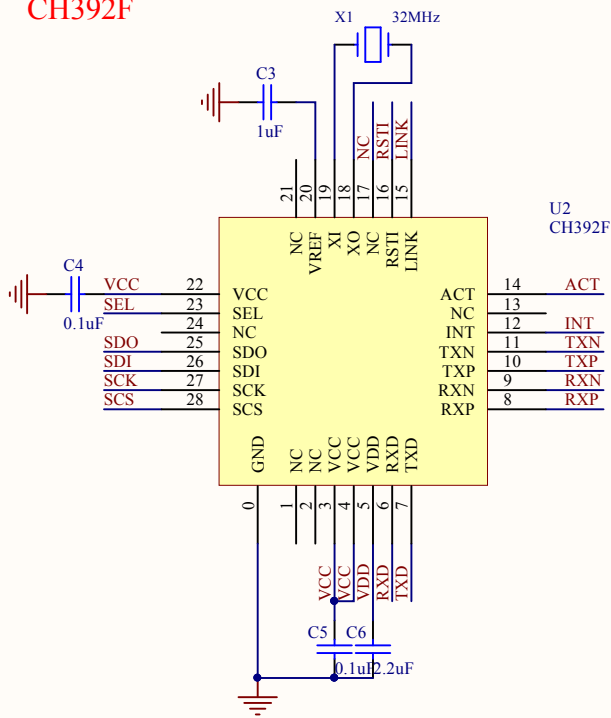 CH392F
X1 32MHz
C3
1uF
NC
RSTI
LINK
21
20
19
18
17
16
15
U2
CH392F
NC
VREF
XI
XO
NC
RSTI
LINK
C4
0.1uF
VCC 22 VCC
SEL 23 SEL
24 NC
SDO 25 SDO
SDI 26 SDI
SCK 27 SCK
SCS 28 SCS
ACT 14 ACT
NC 13
INT 12 INT
TXN 11 TXN
TXP 10 TXP
RXN 9 RXN
RXP 8 RXP
GND
NC
NC
VCC
VCC
VDD
RXD
TXD
0
1
2
3
4
5
6
7
VCC
VCC
VDD
RXD
TXD
C5 C6
0.1uF 2.2uF